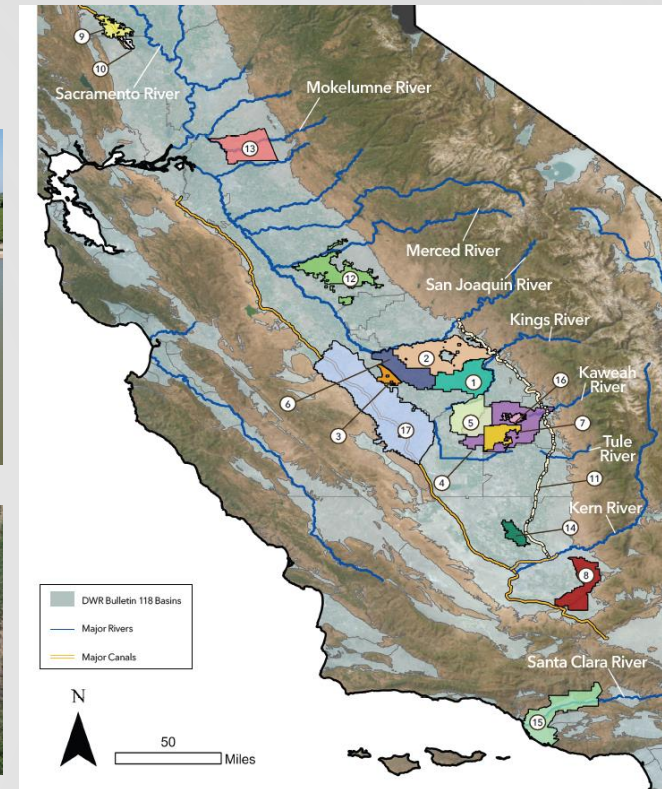 9
10
Sacramento River
Mokelumne River
13
Merced River
12
San Joaquin River
Kings River
2
1
16
Kaweah
River
6
3
5
7
17
4
Tule
River
11
Kern River
14
8
DWR Bulletin 118 Basins
Major Rivers
Major Canals
Santa Clara River
N
15
50
Miles